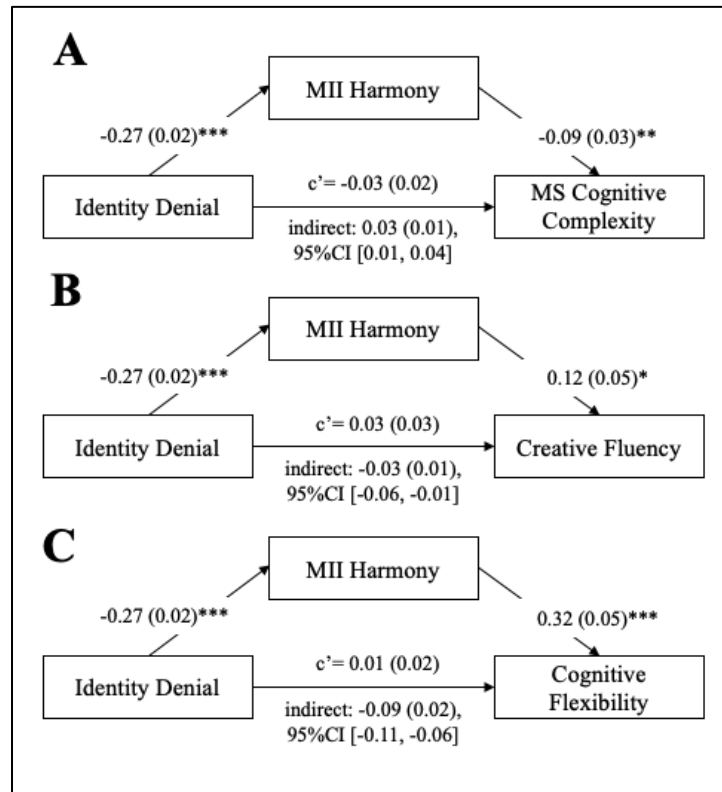 A
MII Harmony
-0.27 (0.02)***
-0.09 (0.03)**
Identity Denial
c’= -0.03 (0.02)
indirect: 0.03 (0.01),
95%CI [0.01, 0.04]
MS Cognitive
Complexity
B
MII Harmony
-0.27 (0.02)***
0.12 (0.05)*
Identity Denial
c’= 0.03 (0.03)
indirect: -0.03 (0.01),
95%CI [-0.06, -0.01]
Creative Fluency
C
MII Harmony
-0.27 (0.02)***
0.32 (0.05)***
Identity Denial
c’= 0.01 (0.02)
indirect: -0.09 (0.02),
95%CI [-0.11, -0.06]
Cognitive
Flexibility